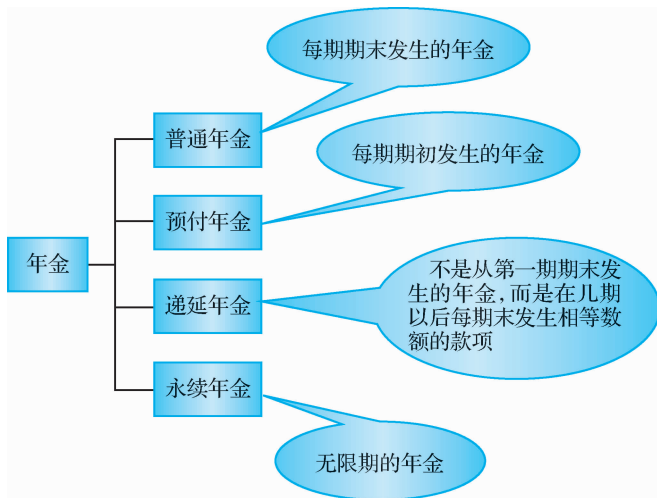 每期期末发生的年金
普通年金
每期期初发生的年金
预付年金
年金
不是从第一期期末发
生的年金，而是在几期
以后每期末发生相等数
额的款项
递延年金
永续年金
无限期的年金